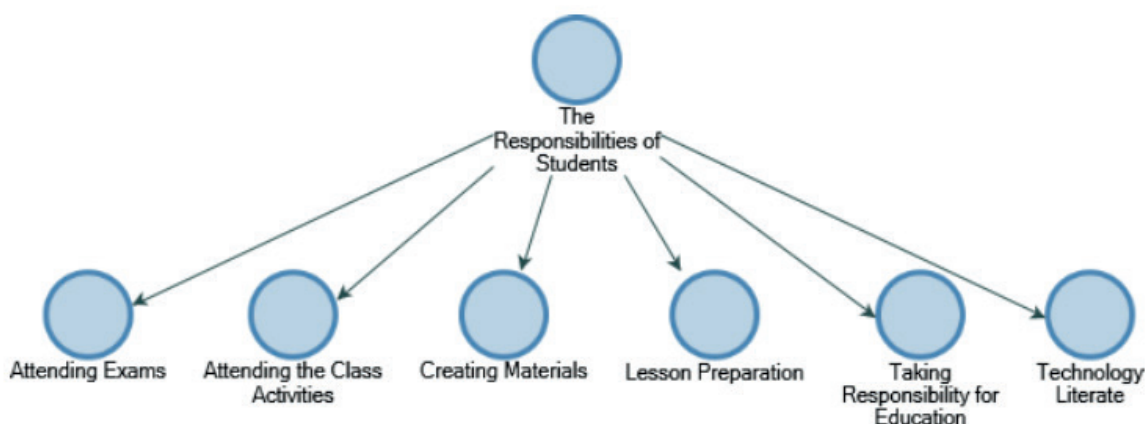 The
Responsibilities of
Students
Attending Exams
Attending the Class
Activities
Creating Materials
Lesson Preparation
Taking
Responsibility for
Education
Technology
Literate